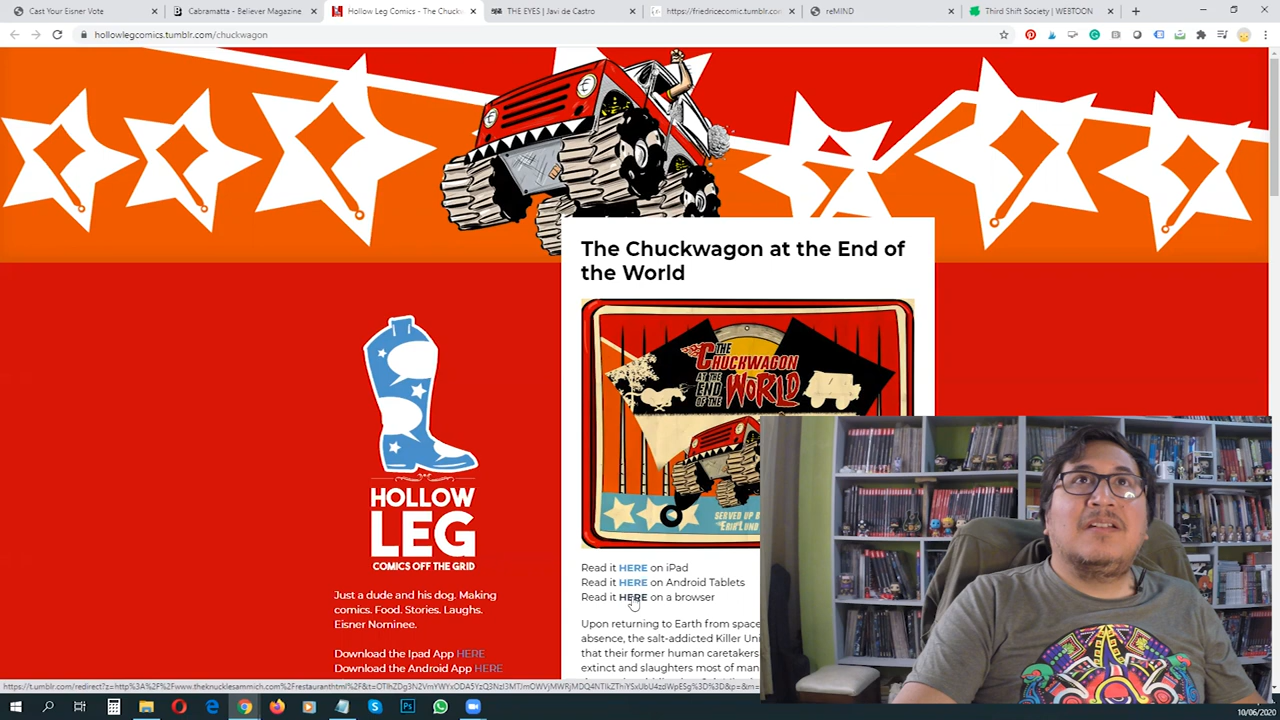 Cast Your Eisner Vote
Cabramatta - Believer Magazine
Hollow Leg Comics - The Chuckw
THE EYES | Javi de Castro
https://friedricecomic.tumblr.com
reMIND
Third Shift Society | WEBTOON
hollowlegcomics.tumblr.com/chuckwagon
The Chuckwagon at the End of
the World
THE
CHUCKWAGON
AT THE
END
OF THE
WORLD
SERVED UP B
ERIK LUND
HOLLOW
LEG
COMICS OFF THE GRID
Just a dude and his dog. Making
comics. Food. Stories. Laughs.
Eisner Nominee.
Download the Ipad App HERE
Download the Android App HERE
Read it HERE on iPad
Read it HERE on Android Tablets
Read it HERE on a browser
Upon returning to Earth from space
absence, the salt-addicted Killer Uni
that their former human caretakers
extinct and slaughters most of man
10/06/2020